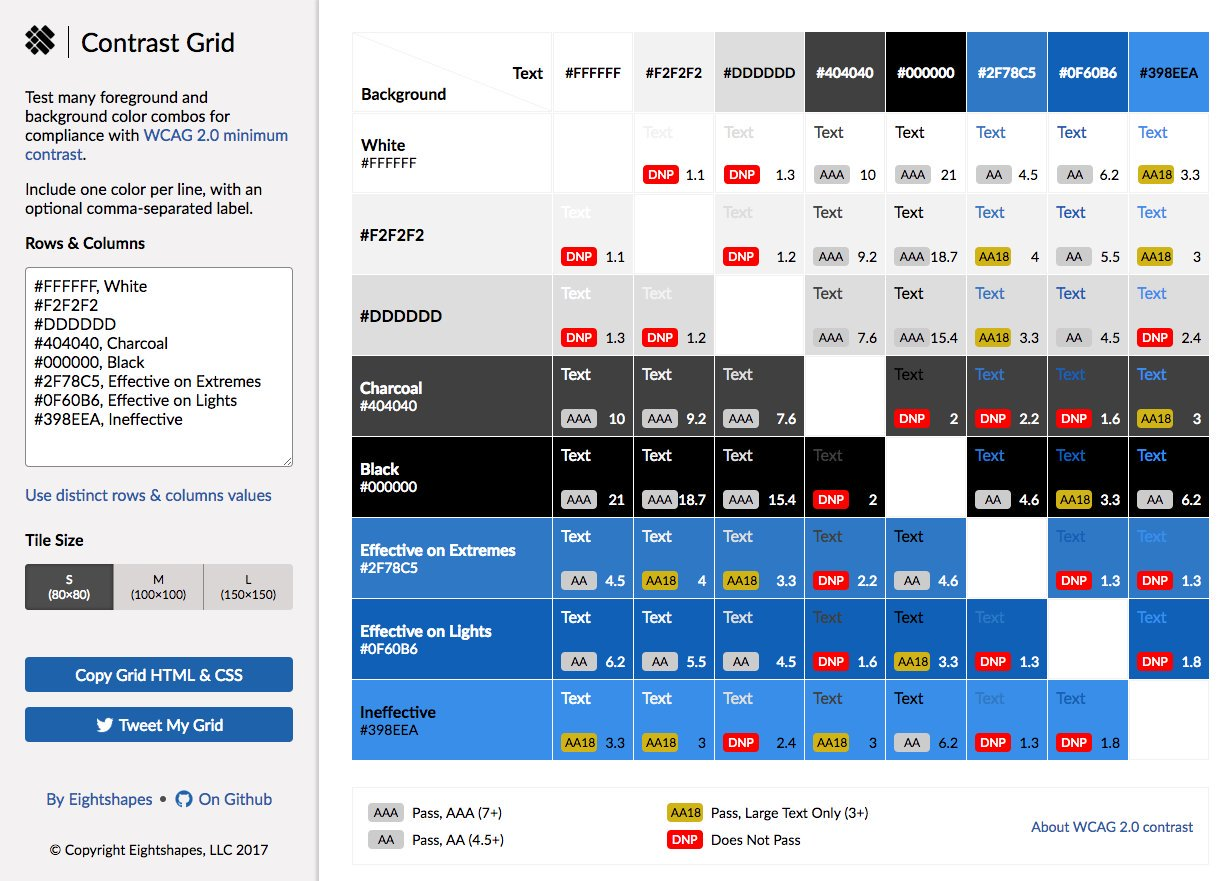 Contrast Grid
Test many foreground and
background color combos for
compliance with WCAG 2.0 minimum
contrast.
Include one color per line, with an
optional comma-separated label.
Rows & Columns
#FFFFFF, White
#F2F2F2
#DDDDDD
#404040, Charcoal
#000000, Black
#2F78C5, Effective on Extremes
#0F60B6, Effective on Lights
#398EEA, Ineffective
Use distinct rows & columns values
Tile Size
S M L
(80×80) (100×100) (150×150)
Copy Grid HTML & CSS
Tweet My Grid
By Eightshapes • On Github
© Copyright Eightshapes, LLC 2017
Text #FFFFFF #F2F2F2 #DDDDDD #404040 #000000 #2F78C5 #0F60B6 #398EEA
Background
Text Text Text Text Text Text Text
White
#FFFFFF
DNP 1.1 DNP 1.3 AAA 10 AAA 21 AA 4.5 AA 6.2 AA18 3.3
Text Text Text Text Text Text Text
#F2F2F2
DNP 1.1 DNP 1.2 AAA 9.2 AAA 18.7 AA18 4 AA 5.5 AA18 3
Text Text Text Text Text Text Text
#DDDDDD
DNP 1.3 DNP 1.2 AAA 7.6 AAA 15.4 AA18 3.3 AA 4.5 DNP 2.4
Text Text Text Text Text Text Text
Charcoal
#404040
AAA 10 AAA 9.2 AAA 7.6 DNP 2 DNP 2.2 DNP 1.6 AA18 3
Text Text Text Text Text Text Text
Black
#000000
AAA 21 AAA 18.7 AAA 15.4 DNP 2 AA 4.6 AA18 3.3 AA 6.2
Text Text Text Text Text Text Text
Effective on Extremes
#2F78C5
AA 4.5 AA18 4 AA18 3.3 DNP 2.2 AA 4.6 DNP 1.3 DNP 1.3
Text Text Text Text Text Text Text
Effective on Lights
#0F60B6
AA 6.2 AA 5.5 AA 4.5 DNP 1.6 AA18 3.3 DNP 1.3 DNP 1.8
Text Text Text Text Text Text Text
Ineffective
#398EEA
AA18 3.3 AA18 3 DNP 2.4 AA18 3 AA 6.2 DNP 1.3 DNP 1.8
AAA Pass, AAA (7+) AA18 Pass, Large Text Only (3+)
About WCAG 2.0 contrast
AA Pass, AA (4.5+) DNP Does Not Pass